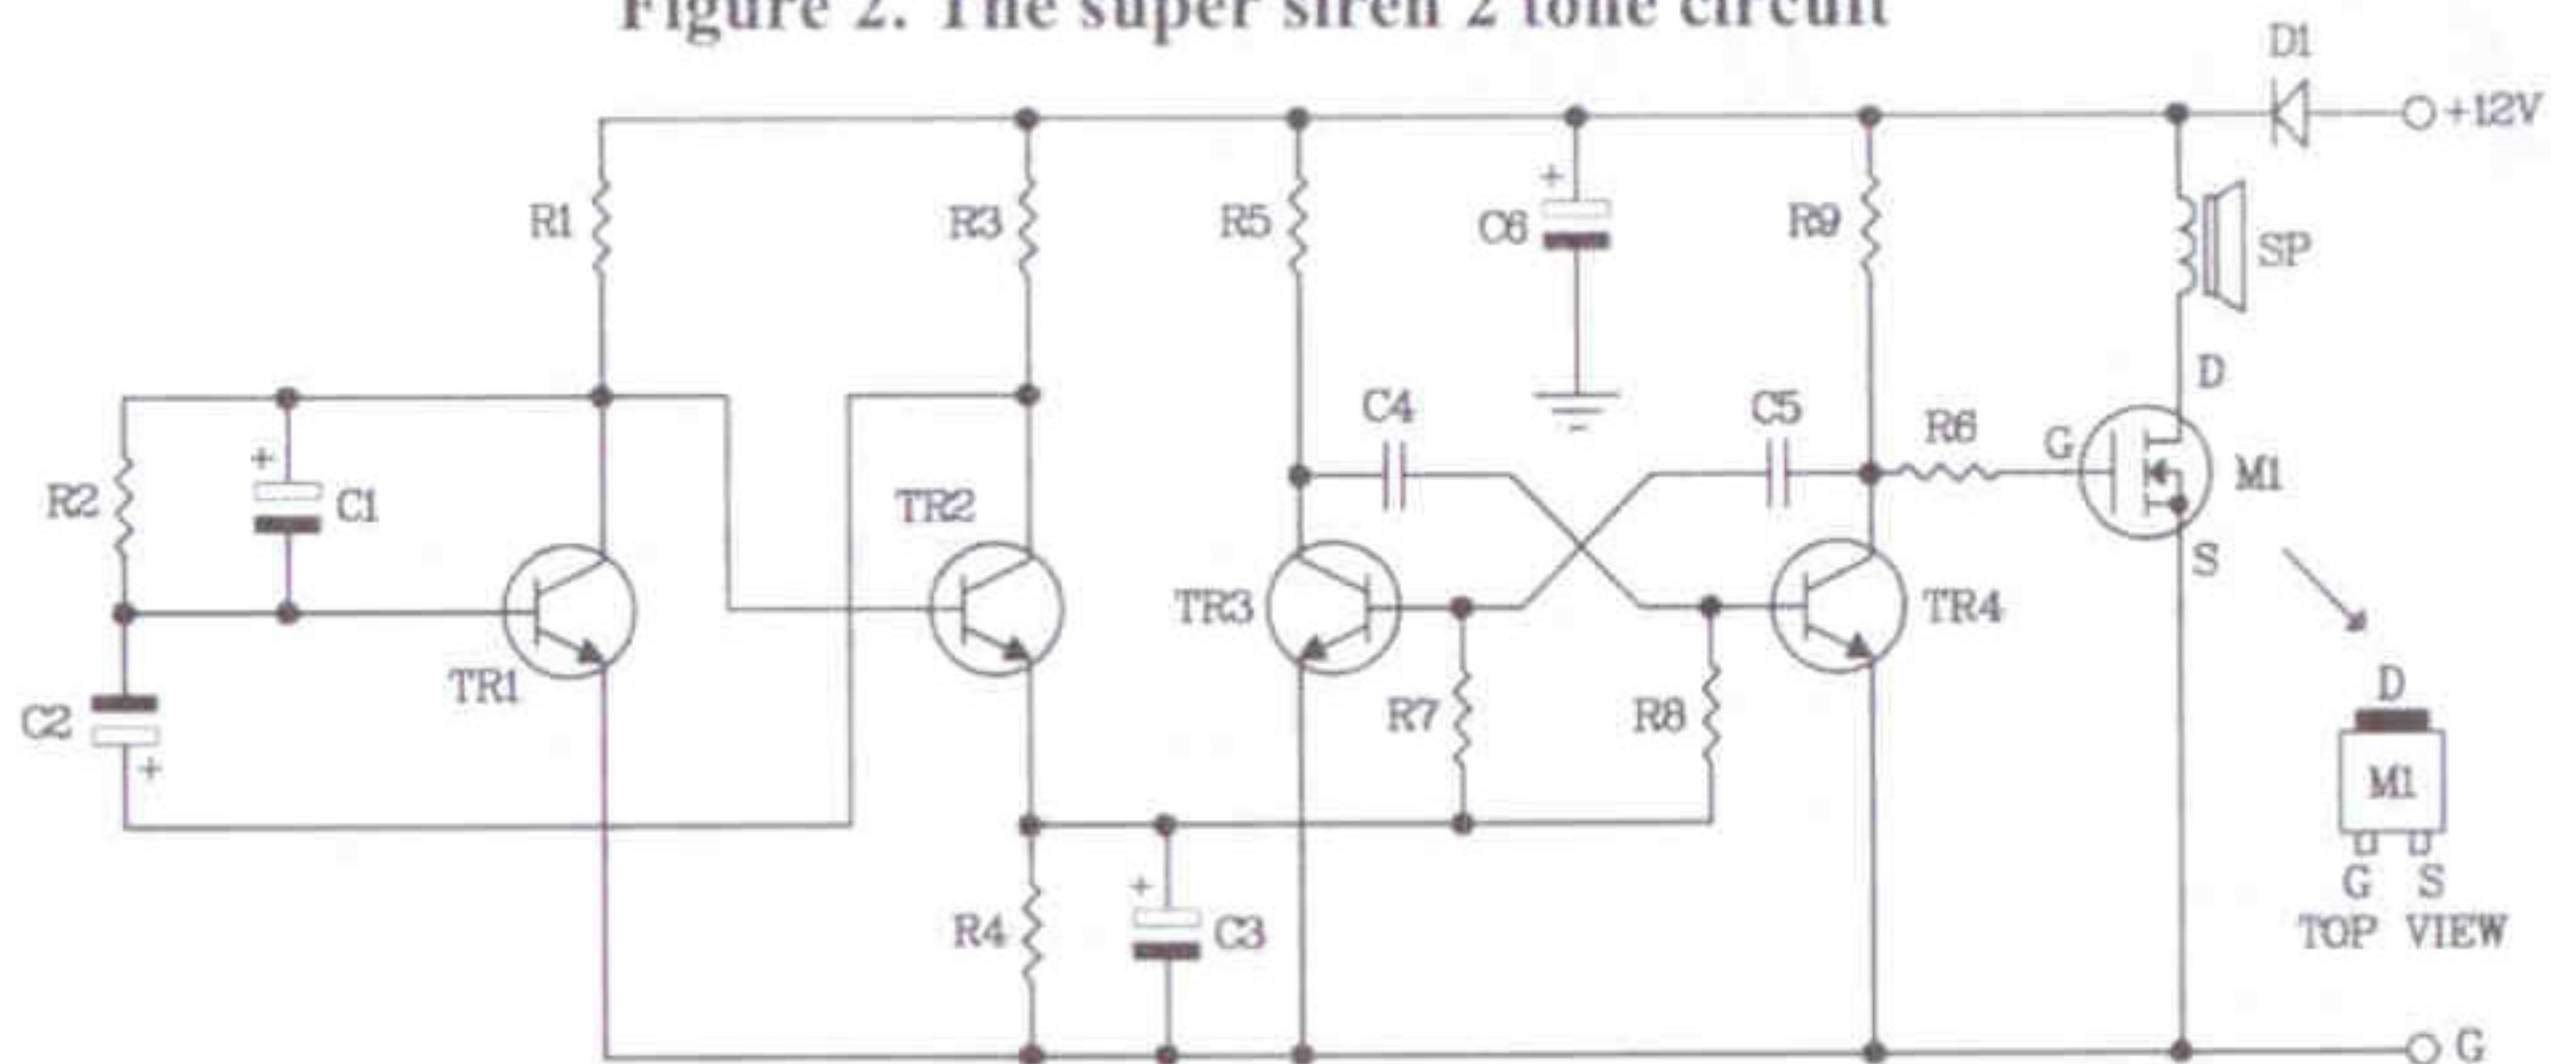 Figure 2. The super siren 2 tone circuit
D1
+12V
R1
R3
R5
+
C6
R9
SP
D
C4
C5
R6
G
M1
R2
+
C1
TR2
S
TR3
TR4
TR1
D
C2
R7
R8
M1
+
+
G S
R4
C3
TOP VIEW
G